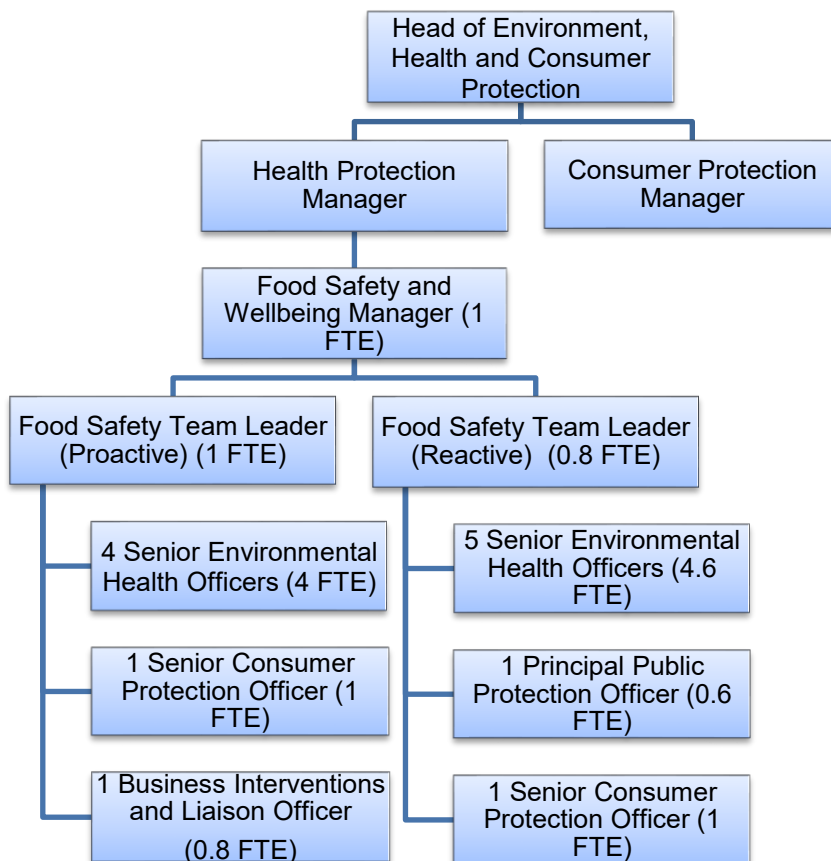 Head of Environment,
Health and Consumer
Protection
Health Protection
Manager
Consumer Protection
Manager
Food Safety and
Wellbeing Manager (1
FTE)
Food Safety Team Leader
(Proactive) (1 FTE)
Food Safety Team Leader
(Reactive)  (0.8 FTE)
4 Senior Environmental
Health Officers (4 FTE)
1 Senior Consumer
Protection Officer (1
FTE)
1 Business Interventions
and Liaison Officer
(0.8 FTE)
5 Senior Environmental
Health Officers (4.6
FTE)
1 Principal Public
Protection Officer (0.6
FTE)
1 Senior Consumer
Protection Officer (1
FTE)